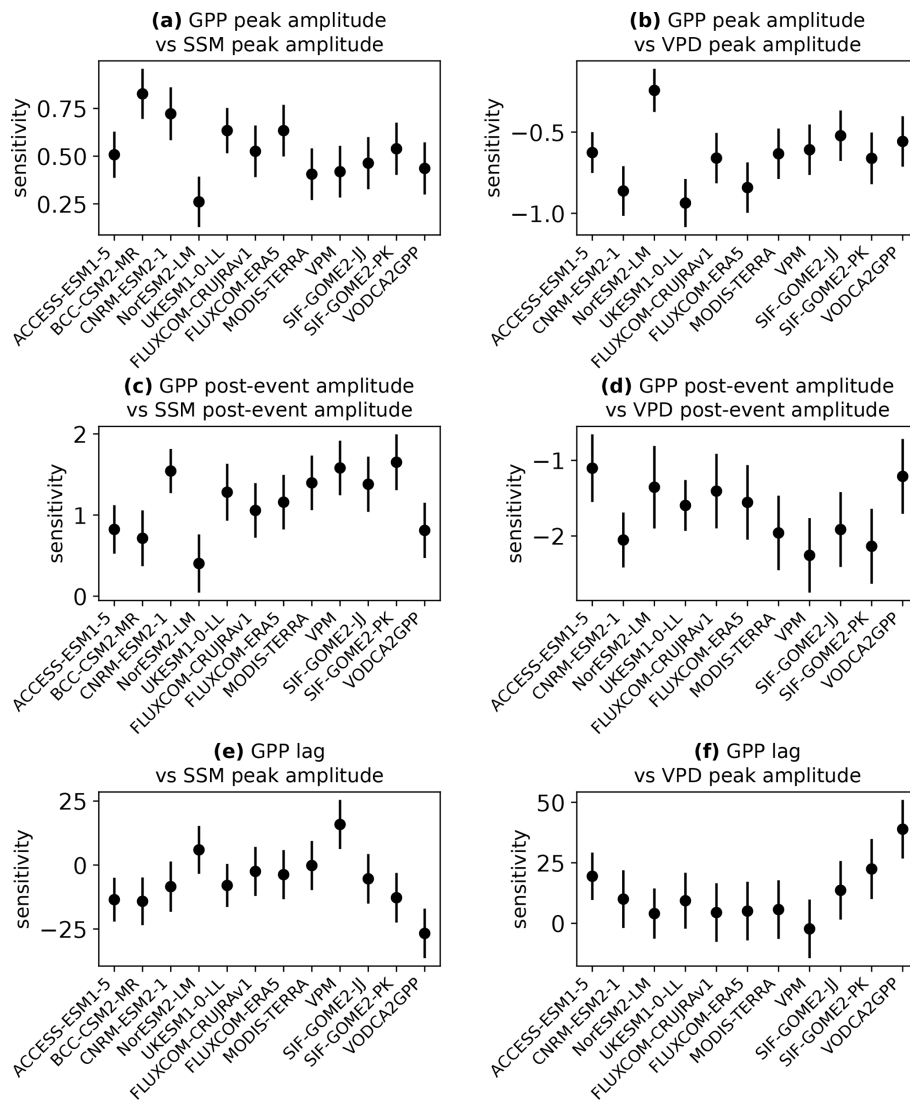 (a) GPP peak amplitude
vs SSM peak amplitude
sensitivity
0.75
0.50
0.25
ACCESS-ESM1-5
BCC-CSM2-MR
CNRM-ESM2-1
NorESM2-LM
UKESM1-0-LL
FLUXCOM-CRUJRAv1
FLUXCOM-ERA5
MODIS-TERRA
VPM
SIF-GOME2-JJ
SIF-GOME2-PK
VODCA2GPP
(b) GPP peak amplitude
vs VPD peak amplitude
sensitivity
−0.5
−1.0
ACCESS-ESM1-5
CNRM-ESM2-1
NorESM2-LM
UKESM1-0-LL
FLUXCOM-CRUJRAv1
FLUXCOM-ERA5
MODIS-TERRA
VPM
SIF-GOME2-JJ
SIF-GOME2-PK
VODCA2GPP
(c) GPP post-event amplitude
vs SSM post-event amplitude
sensitivity
2
1
0
ACCESS-ESM1-5
BCC-CSM2-MR
CNRM-ESM2-1
NorESM2-LM
UKESM1-0-LL
FLUXCOM-CRUJRAv1
FLUXCOM-ERA5
MODIS-TERRA
VPM
SIF-GOME2-JJ
SIF-GOME2-PK
VODCA2GPP
(d) GPP post-event amplitude
vs VPD post-event amplitude
sensitivity
−1
−2
ACCESS-ESM1-5
CNRM-ESM2-1
NorESM2-LM
UKESM1-0-LL
FLUXCOM-CRUJRAv1
FLUXCOM-ERA5
MODIS-TERRA
VPM
SIF-GOME2-JJ
SIF-GOME2-PK
VODCA2GPP
(e) GPP lag
vs SSM peak amplitude
sensitivity
25
0
−25
ACCESS-ESM1-5
BCC-CSM2-MR
CNRM-ESM2-1
NorESM2-LM
UKESM1-0-LL
FLUXCOM-CRUJRAv1
FLUXCOM-ERA5
MODIS-TERRA
VPM
SIF-GOME2-JJ
SIF-GOME2-PK
VODCA2GPP
(f) GPP lag
vs VPD peak amplitude
sensitivity
50
25
0
ACCESS-ESM1-5
CNRM-ESM2-1
NorESM2-LM
UKESM1-0-LL
FLUXCOM-CRUJRAv1
FLUXCOM-ERA5
MODIS-TERRA
VPM
SIF-GOME2-JJ
SIF-GOME2-PK
VODCA2GPP